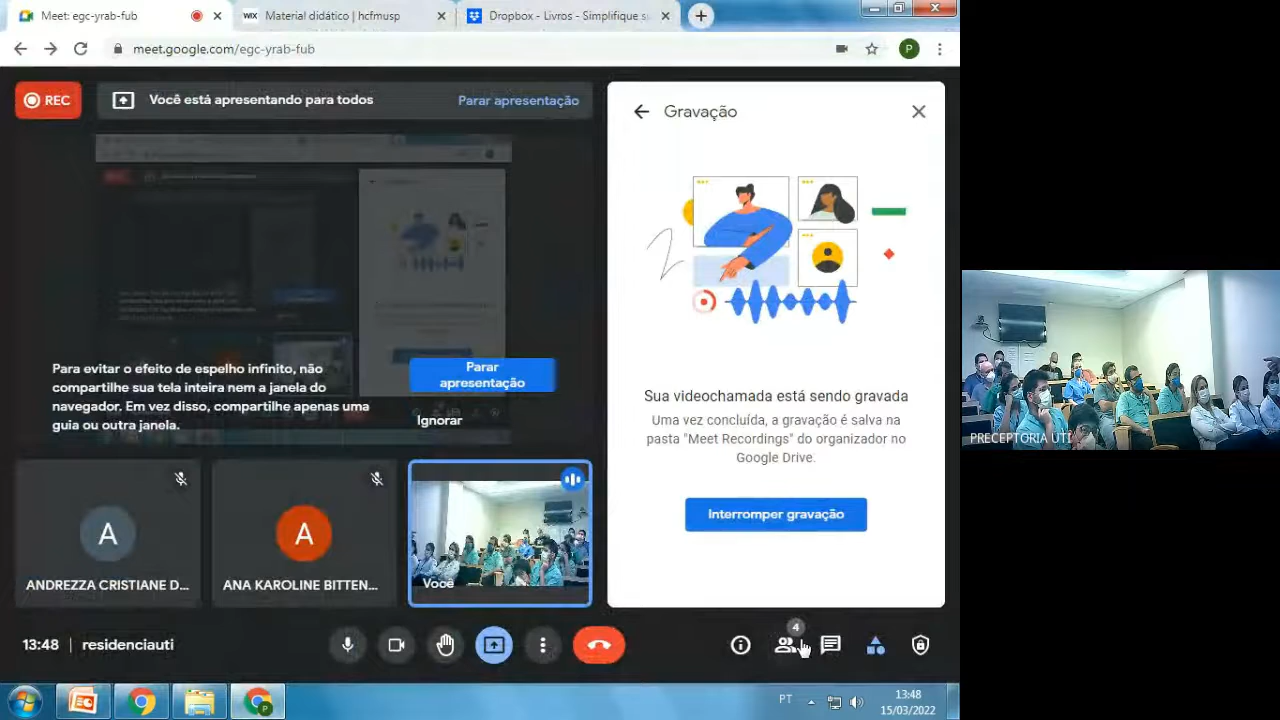 Meet: egc-yrab-fub
WIX Material didático | hcfmusp
Dropbox - Livros - Simplifique s
meet.google.com/egc-yrab-fub
P
REC
Você está apresentando para todos
Parar apresentação
Para evitar o efeito de espelho infinito, não
compartilhe sua tela inteira nem a janela do
navegador. Em vez disso, compartilhe apenas uma
guia ou outra janela.
Parar
apresentação
Ignorar
A
ANDREZZA CRISTIANE D...
A
ANA KAROLINE BITTEN...
Você
Gravação
Sua videochamada está sendo gravada
Uma vez concluída, a gravação é salva na
pasta "Meet Recordings" do organizador no
Google Drive.
Interromper gravação
PRECEPTORIA UTI
13:48 | residenciauti
4
PT
13:48
15/03/2022